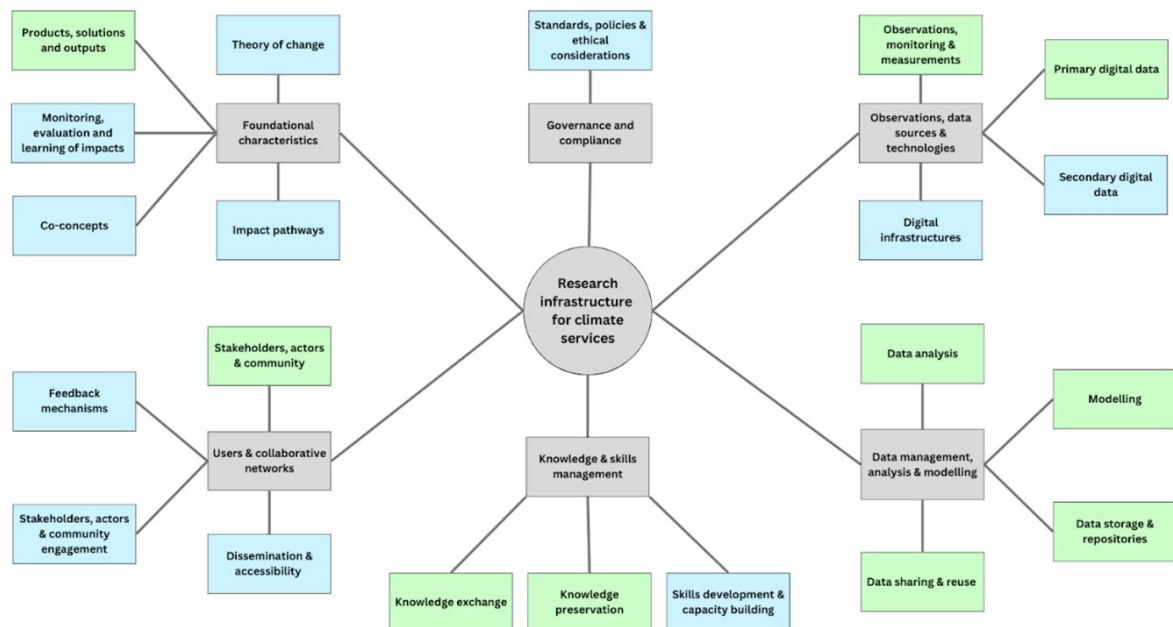 Products, solutions
and outputs
Theory of change
Monitoring,
evaluation and
learning of impacts
Foundational
characteristics
Co-concepts
Impact pathways
Standards, policies &
ethical
considerations
Governance and
compliance
Observations,
monitoring &
measurements
Primary digital data
Observations, data
sources &
technologies
Secondary digital
data
Digital
infrastructures
Research
infrastructure
for climate
services
Stakeholders, actors
& community
Feedback
mechanisms
Users & collaborative
networks
Stakeholders, actors
& community
engagement
Dissemination &
accessibility
Knowledge & skills
management
Knowledge exchange
Knowledge
preservation
Skills development &
capacity building
Data analysis
Modelling
Data management,
analysis & modelling
Data storage &
repositories
Data sharing & reuse